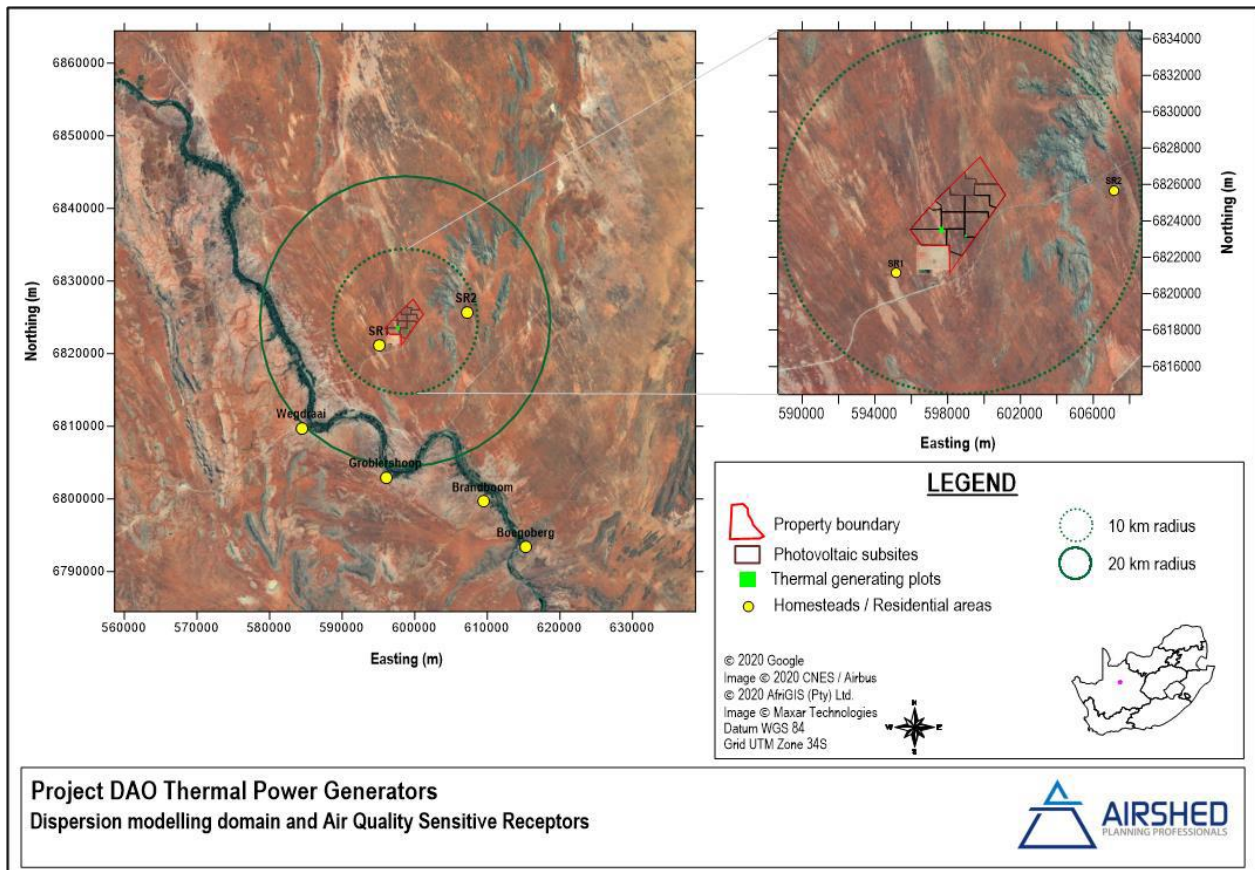 6860000
6850000
6840000
6830000
6820000
6810000
6800000
6790000
Northing (m)
560000 570000 580000 590000 600000 610000 620000 630000
Easting (m)
SR1
SR2
Wegdraai
Groblershoop
Brandboom
Boegoberg
6834000
6832000
6830000
6828000
6826000
6824000
6822000
6820000
6818000
6816000
Northing (m)
590000 594000 598000 602000 606000
Easting (m)
SR1
SR2
LEGEND
Property boundary
Photovoltaic subsites
Thermal generating plots
Homesteads / Residential areas
10 km radius
20 km radius
© 2020 Google
Image © 2020 CNES / Airbus
© 2020 AfriGIS (Pty) Ltd.
Image © Maxar Technologies
Datum WGS 84
Grid UTM Zone 34S
N
W E
S
Project DAO Thermal Power Generators
Dispersion modelling domain and Air Quality Sensitive Receptors
AIRSHED
PLANNING PROFESSIONALS